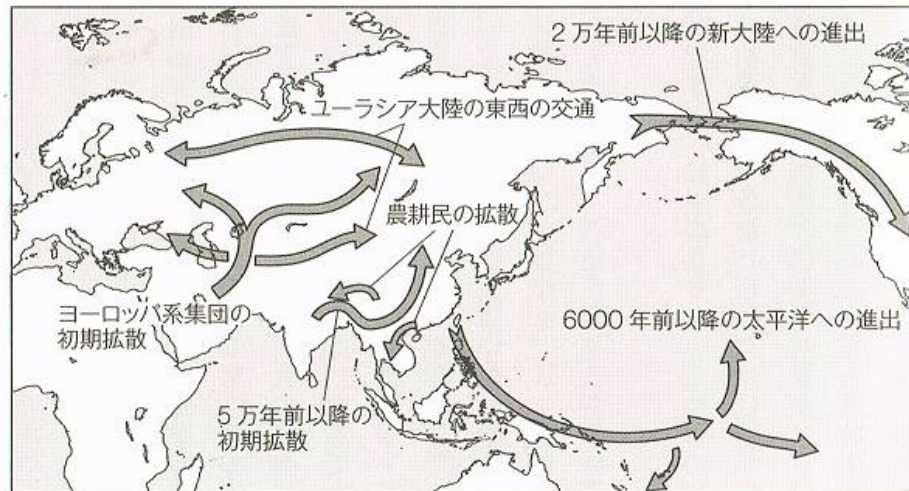 2万年前以降の新大陸への進出
ユーラシア大陸の東西の交通
農耕民の拡散
ヨーロッパ系集団の
初期拡散
6000年前以降の太平洋への進出
5万年前以降の
初期拡散